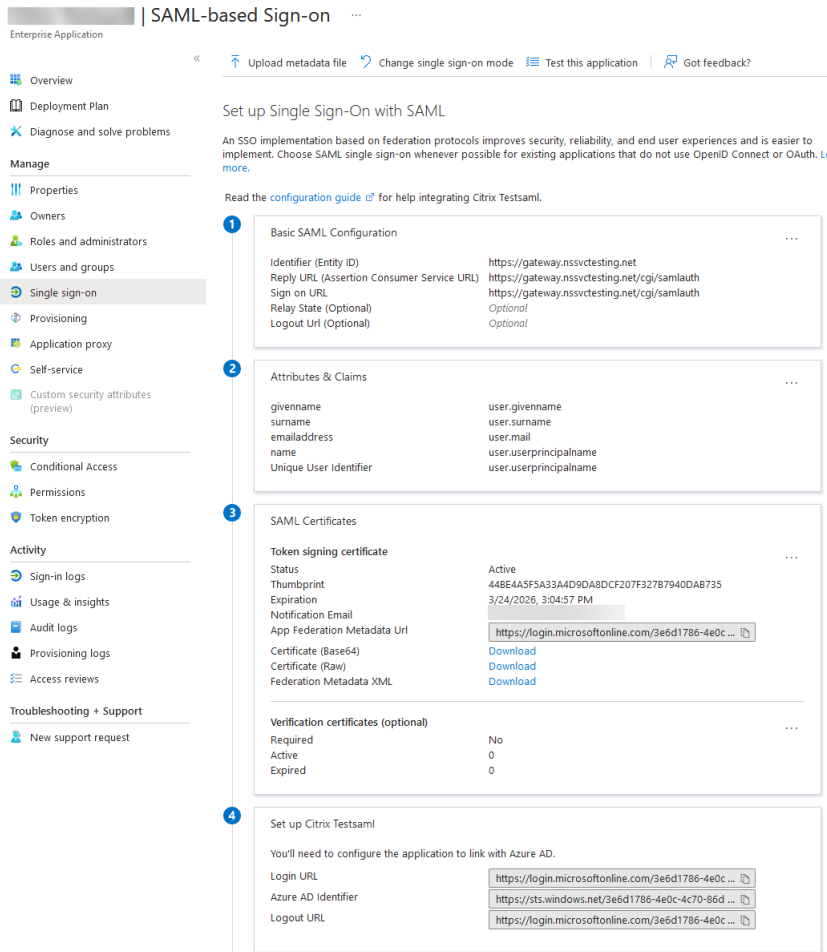 | SAML-based Sign-on ...
Enterprise Application
«
Overview
Deployment Plan
Diagnose and solve problems
Manage
Properties
Owners
Roles and administrators
Users and groups
Single sign-on
Provisioning
Application proxy
Self-service
Custom security attributes
(preview)
Security
Conditional Access
Permissions
Token encryption
Activity
Sign-in logs
Usage & insights
Audit logs
Provisioning logs
Access reviews
Troubleshooting + Support
New support request
Upload metadata file Change single sign-on mode Test this application Got feedback?
Set up Single Sign-On with SAML
An SSO implementation based on federation protocols improves security, reliability, and end user experiences and is easier to
implement. Choose SAML single sign-on whenever possible for existing applications that do not use OpenID Connect or OAuth. L
more.
Read the configuration guide for help integrating Citrix Testsaml.
1
Basic SAML Configuration ...
Identifier (Entity ID) https://gateway.nssvctesting.net
Reply URL (Assertion Consumer Service URL) https://gateway.nssvctesting.net/cgi/samlauth
Sign on URL https://gateway.nssvctesting.net/cgi/samlauth
Relay State (Optional) Optional
Logout Url (Optional) Optional
2
Attributes & Claims ...
givenname user.givenname
surname user.surname
emailaddress user.mail
name user.userprincipalname
Unique User Identifier user.userprincipalname
3
SAML Certificates
Token signing certificate ...
Status Active
Thumbprint 44BE4A5F5A33A4D9DA8DCF207F327B7940DAB735
Expiration 3/24/2026, 3:04:57 PM
Notification Email
App Federation Metadata Url https://login.microsoftonline.com/3e6d1786-4e0c ...
Certificate (Base64) Download
Certificate (Raw) Download
Federation Metadata XML Download
Verification certificates (optional) ...
Required No
Active 0
Expired 0
4
Set up Citrix Testsaml
You'll need to configure the application to link with Azure AD.
Login URL https://login.microsoftonline.com/3e6d1786-4e0c ...
Azure AD Identifier https://sts.windows.net/3e6d1786-4e0c-4c70-86d ...
Logout URL https://login.microsoftonline.com/3e6d1786-4e0c ...